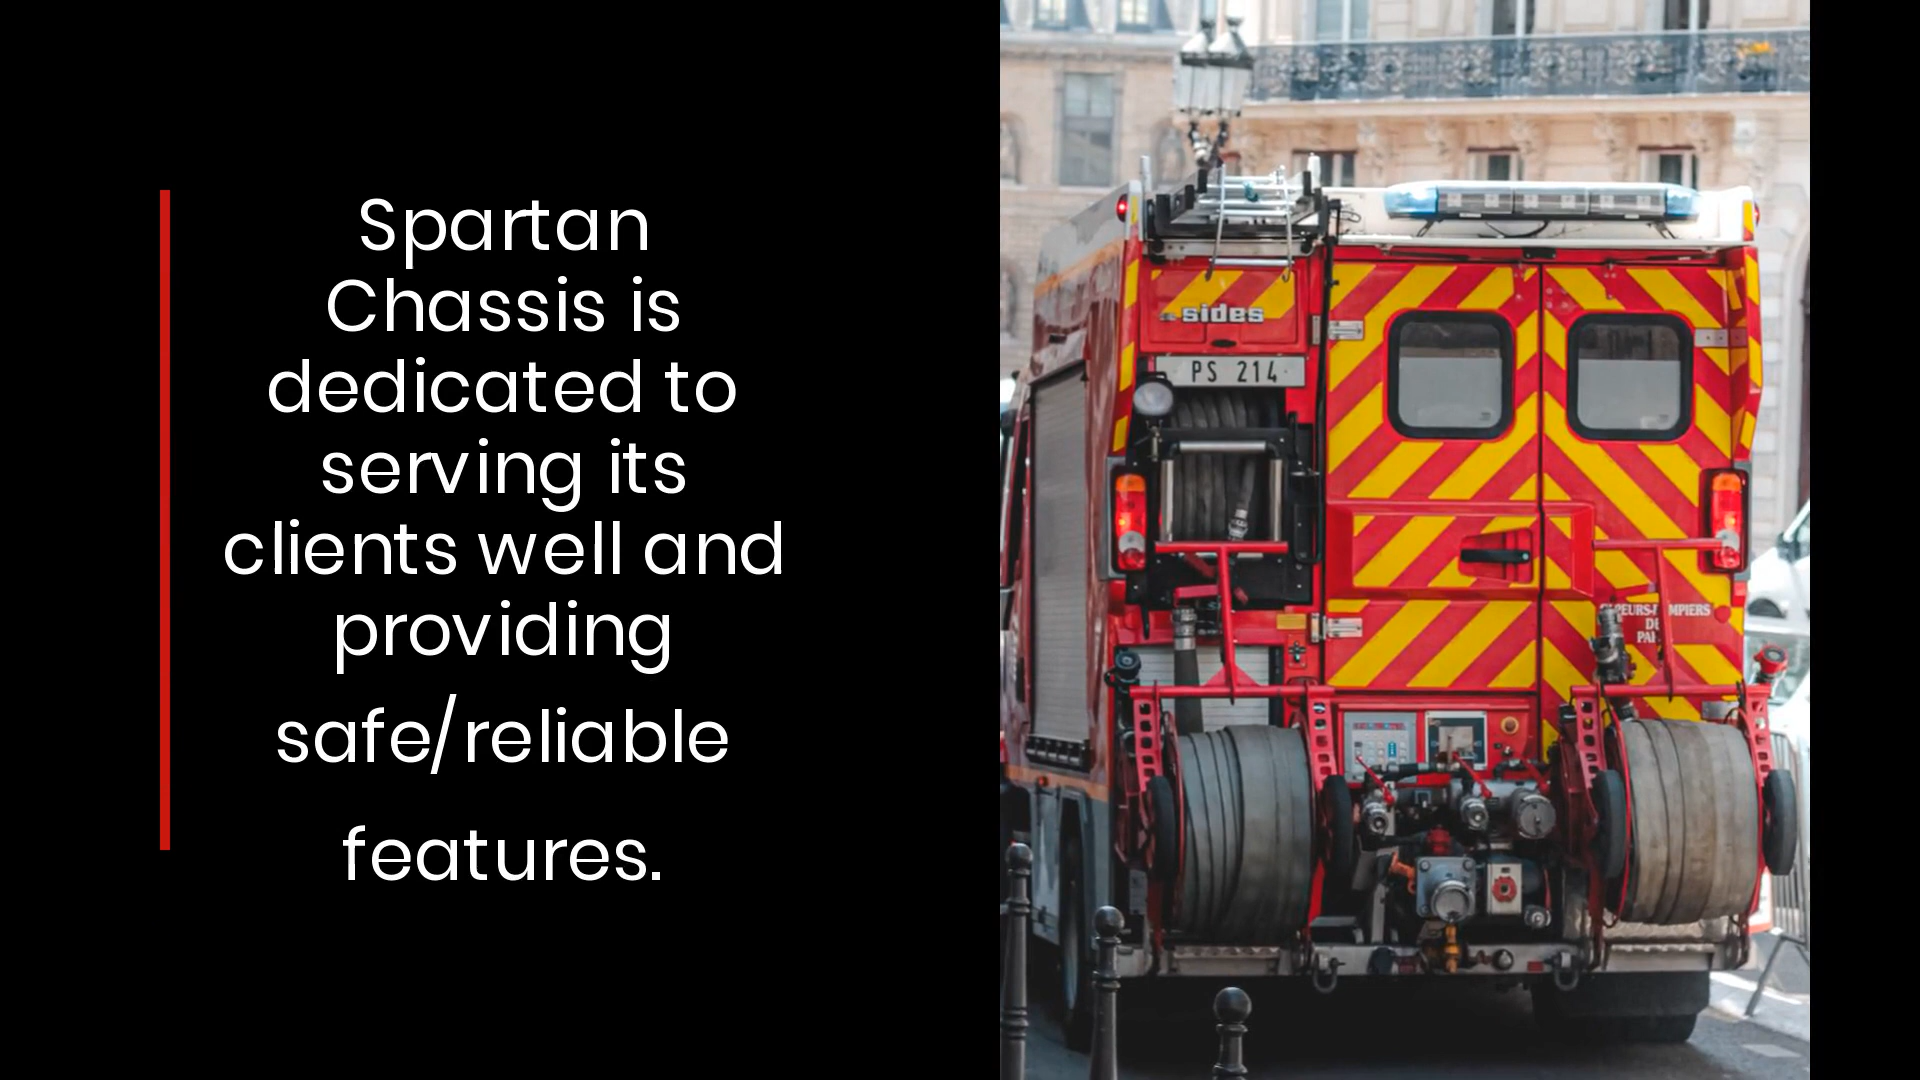 Spartan
Chassis is
dedicated to
serving its
clients well and
providing
safe/reliable
features.
sides
PS 214